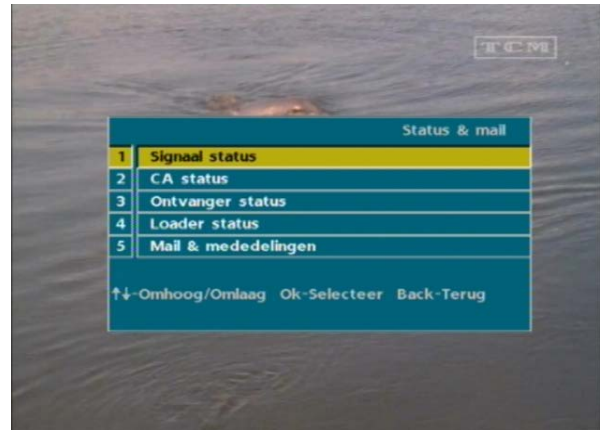 TCM
Status & mail
1 Signaal status
2 CA status
3 Ontvanger status
4 Loader status
5 Mail & mededelingen
↑↓-Omhoog/Omlaag Ok-Selecteer Back-Terug